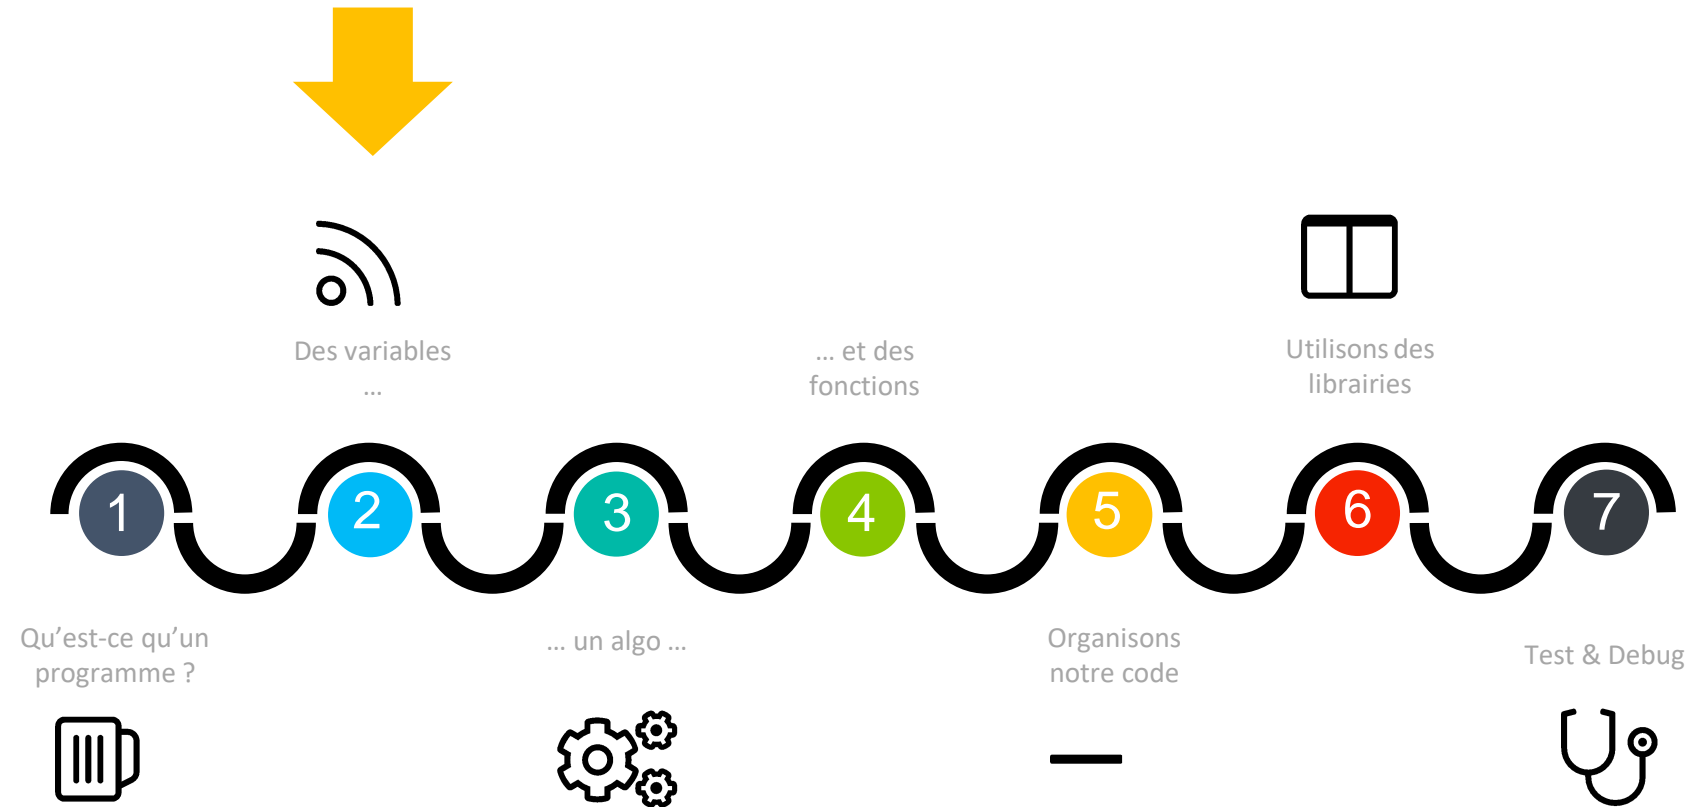 Des variables
…
… et des
fonctions
Utilisons des
librairies
1
2
3
4
5
6
7
Qu’est-ce qu’un
programme ?
… un algo …
Organisons
notre code
Test & Debug